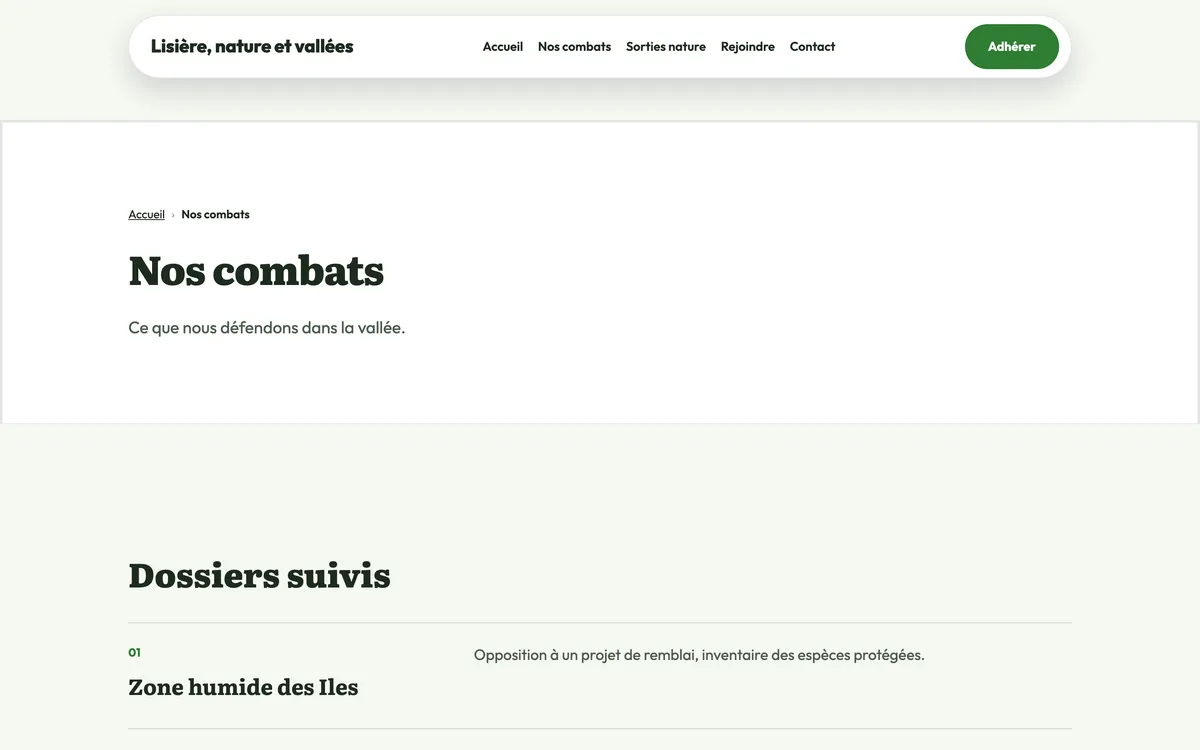 Lisière, nature et vallées
Accueil
Nos combats
Sorties nature
Rejoindre
Contact
Adhérer
Accueil › Nos combats
Nos combats
Ce que nous défendons dans la vallée.
Dossiers suivis
01
Zone humide des Iles
Opposition à un projet de remblai, inventaire des espèces protégées.